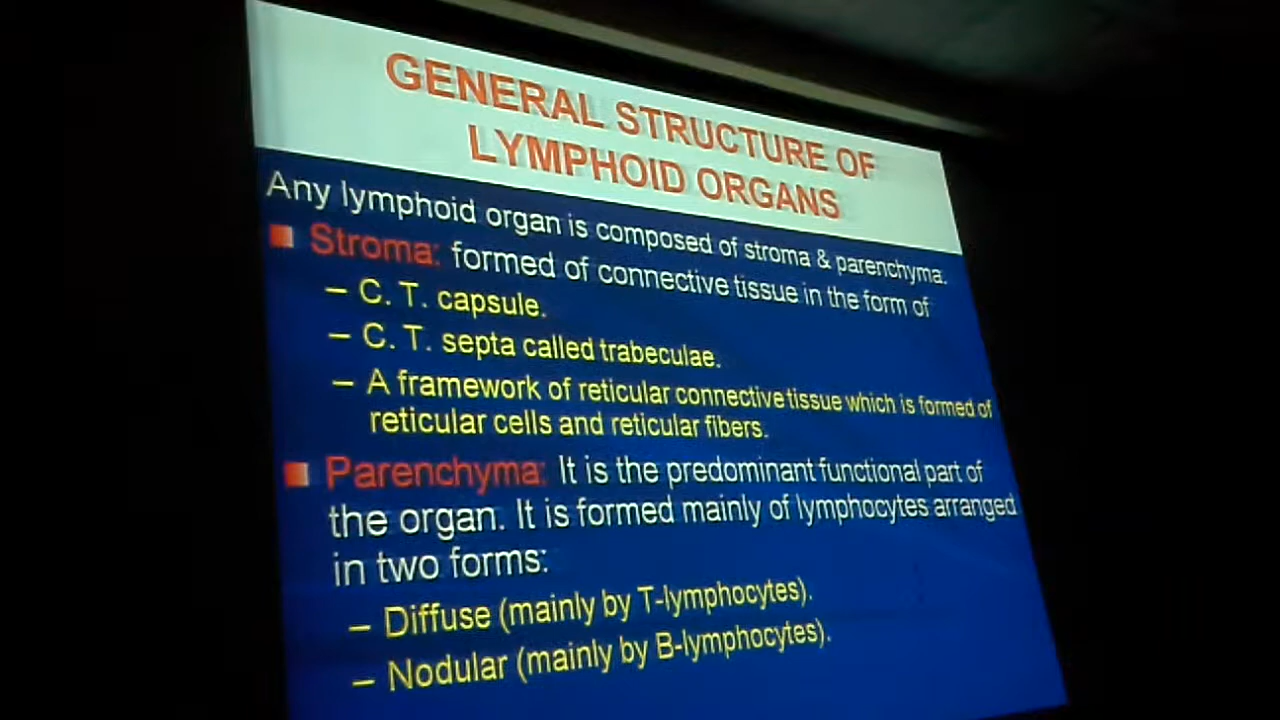 GENERAL STRUCTURE OF
LYMPHOID ORGANS
Any lymphoid organ is composed of stroma & parenchyma.
Stroma: formed of connective tissue in the form of
– C. T. capsule.
– C. T. septa called trabeculae.
– A framework of reticular connective tissue which is formed of
reticular cells and reticular fibers.
Parenchyma: It is the predominant functional part of
the organ. It is formed mainly of lymphocytes arranged
in two forms:
– Diffuse (mainly by T-lymphocytes).
– Nodular (mainly by B-lymphocytes).